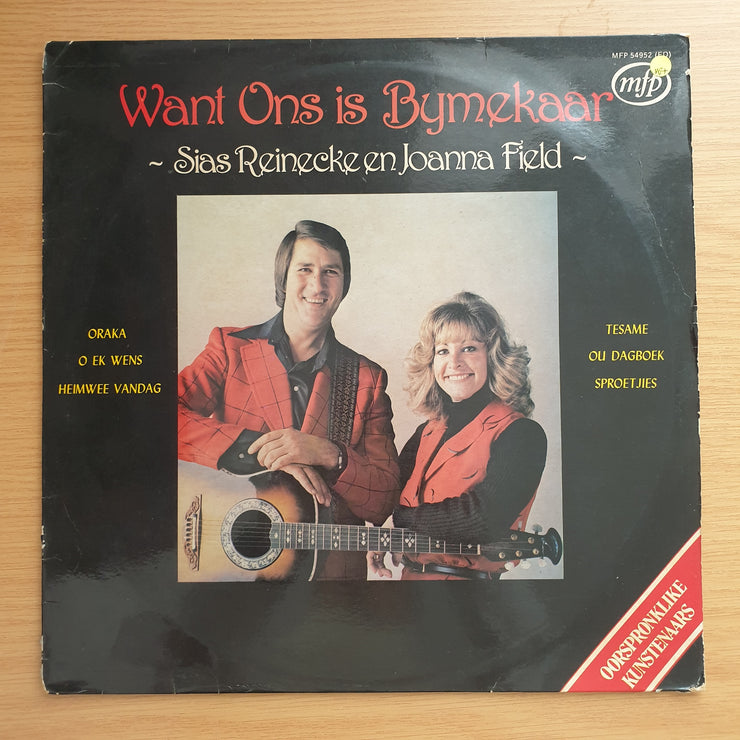 MFP 54952 (EO)
mfp
Want Ons is Bymekaar
~ Sias Reinecke en Joanna Field ~
ORAKA
O EK WENS
HEIMWEE VANDAG
TESAME
OU DAGBOEK
SPROETJIES
OORSPRONKLIKE
KUNSTENAARS